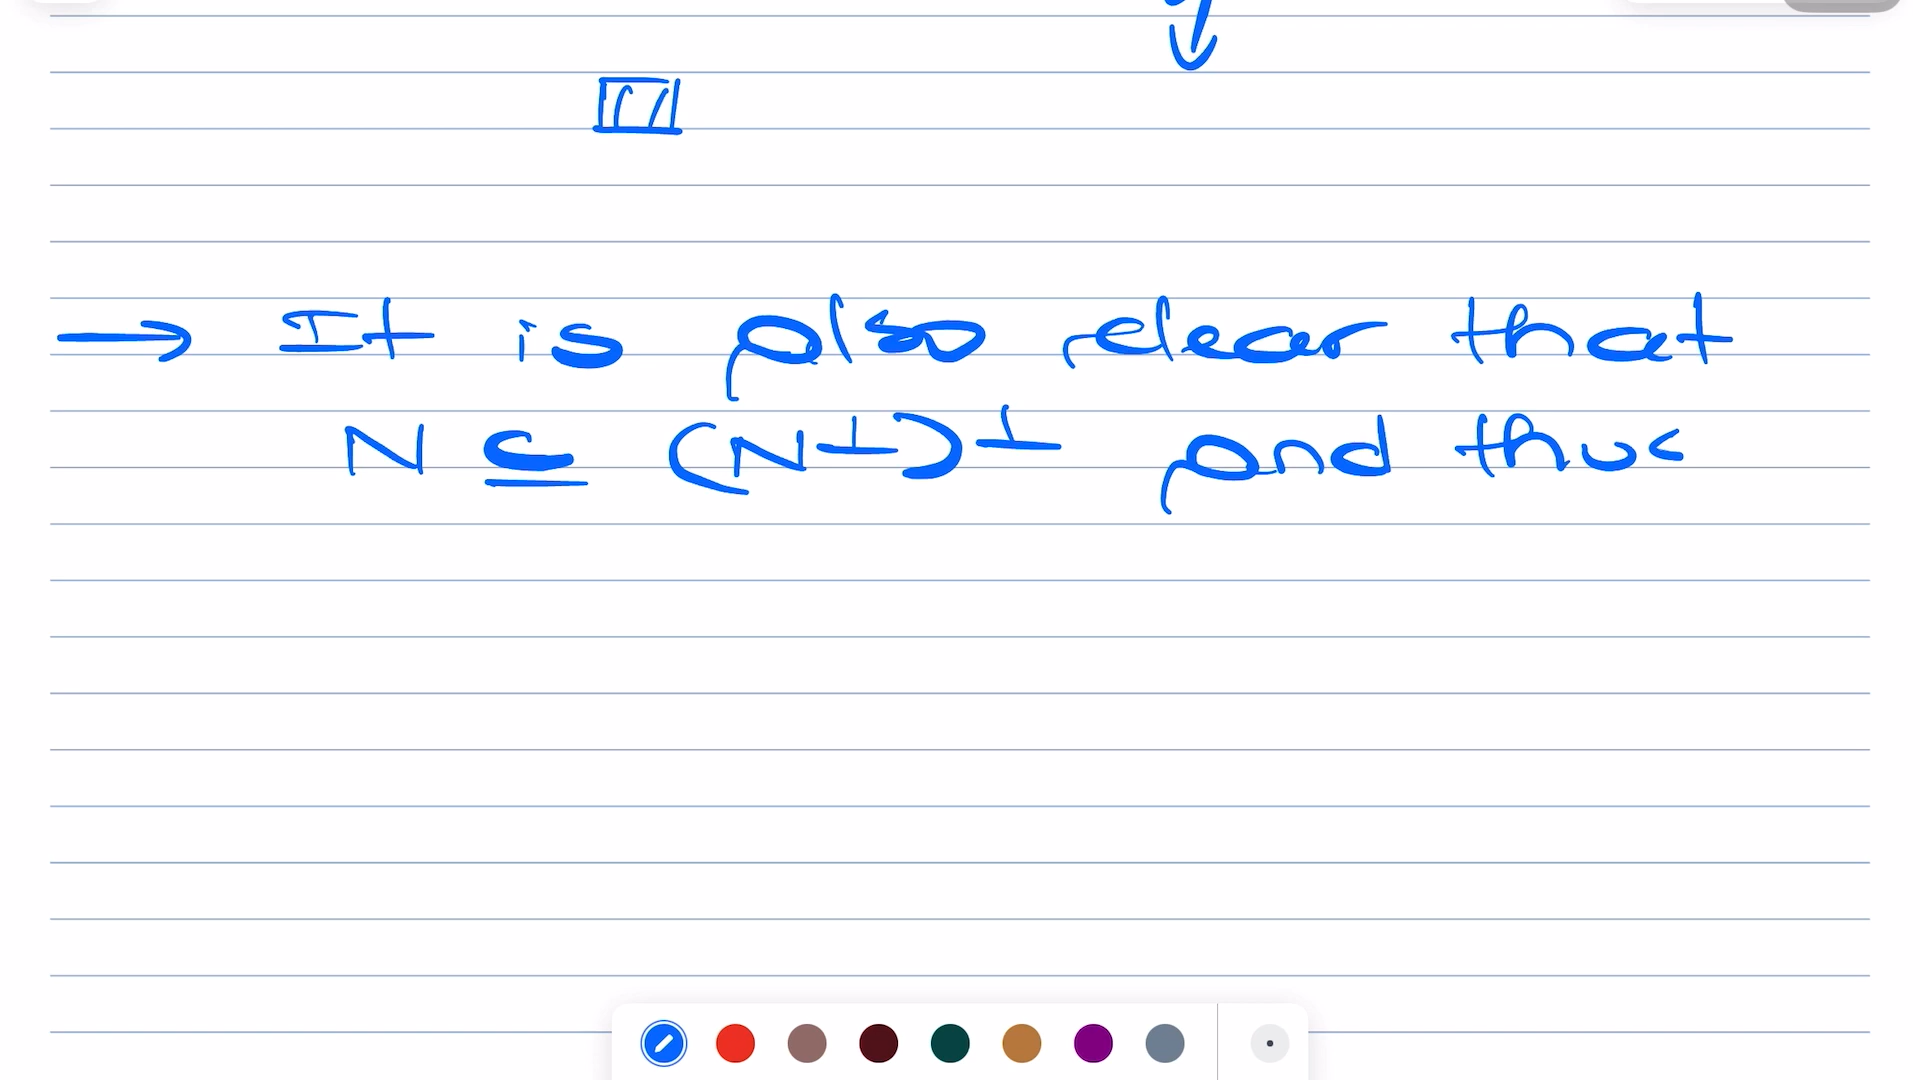 → It is also clear that
N ⊆ (N⊥)⊥ and thus